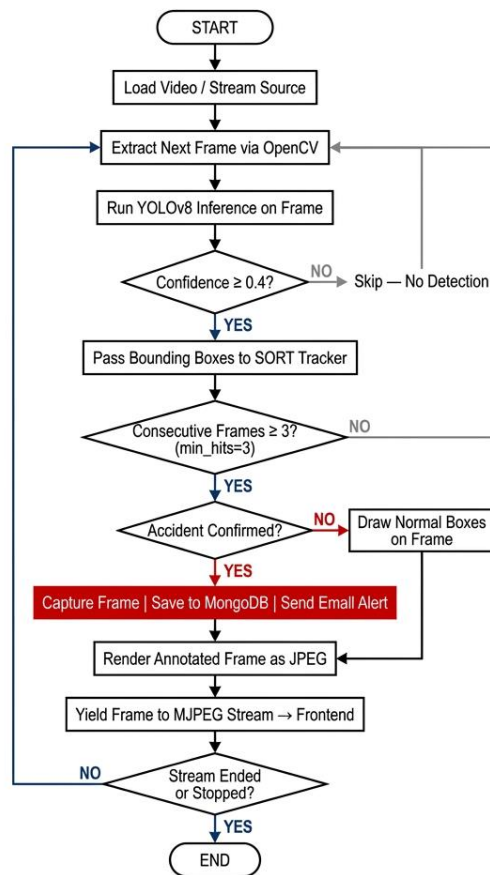 START
Load Video / Stream Source
Extract Next Frame via OpenCV
Run YOLOv8 Inference on Frame
Confidence ≥ 0.4?
NO
Skip — No Detection
YES
Pass Bounding Boxes to SORT Tracker
Consecutive Frames ≥ 3?
(min_hits=3)
NO
YES
Accident Confirmed?
NO
Draw Normal Boxes
on Frame
YES
Capture Frame | Save to MongoDB | Send Email Alert
Render Annotated Frame as JPEG
Yield Frame to MJPEG Stream → Frontend
Stream Ended
or Stopped?
NO
YES
END